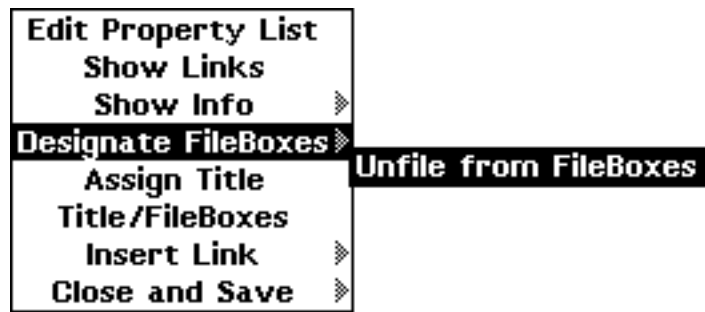 Edit Property List
Show Links
Show Info
Designate FileBoxes
Unfile from FileBoxes
Assign Title
Title/FileBoxes
Insert Link
Close and Save